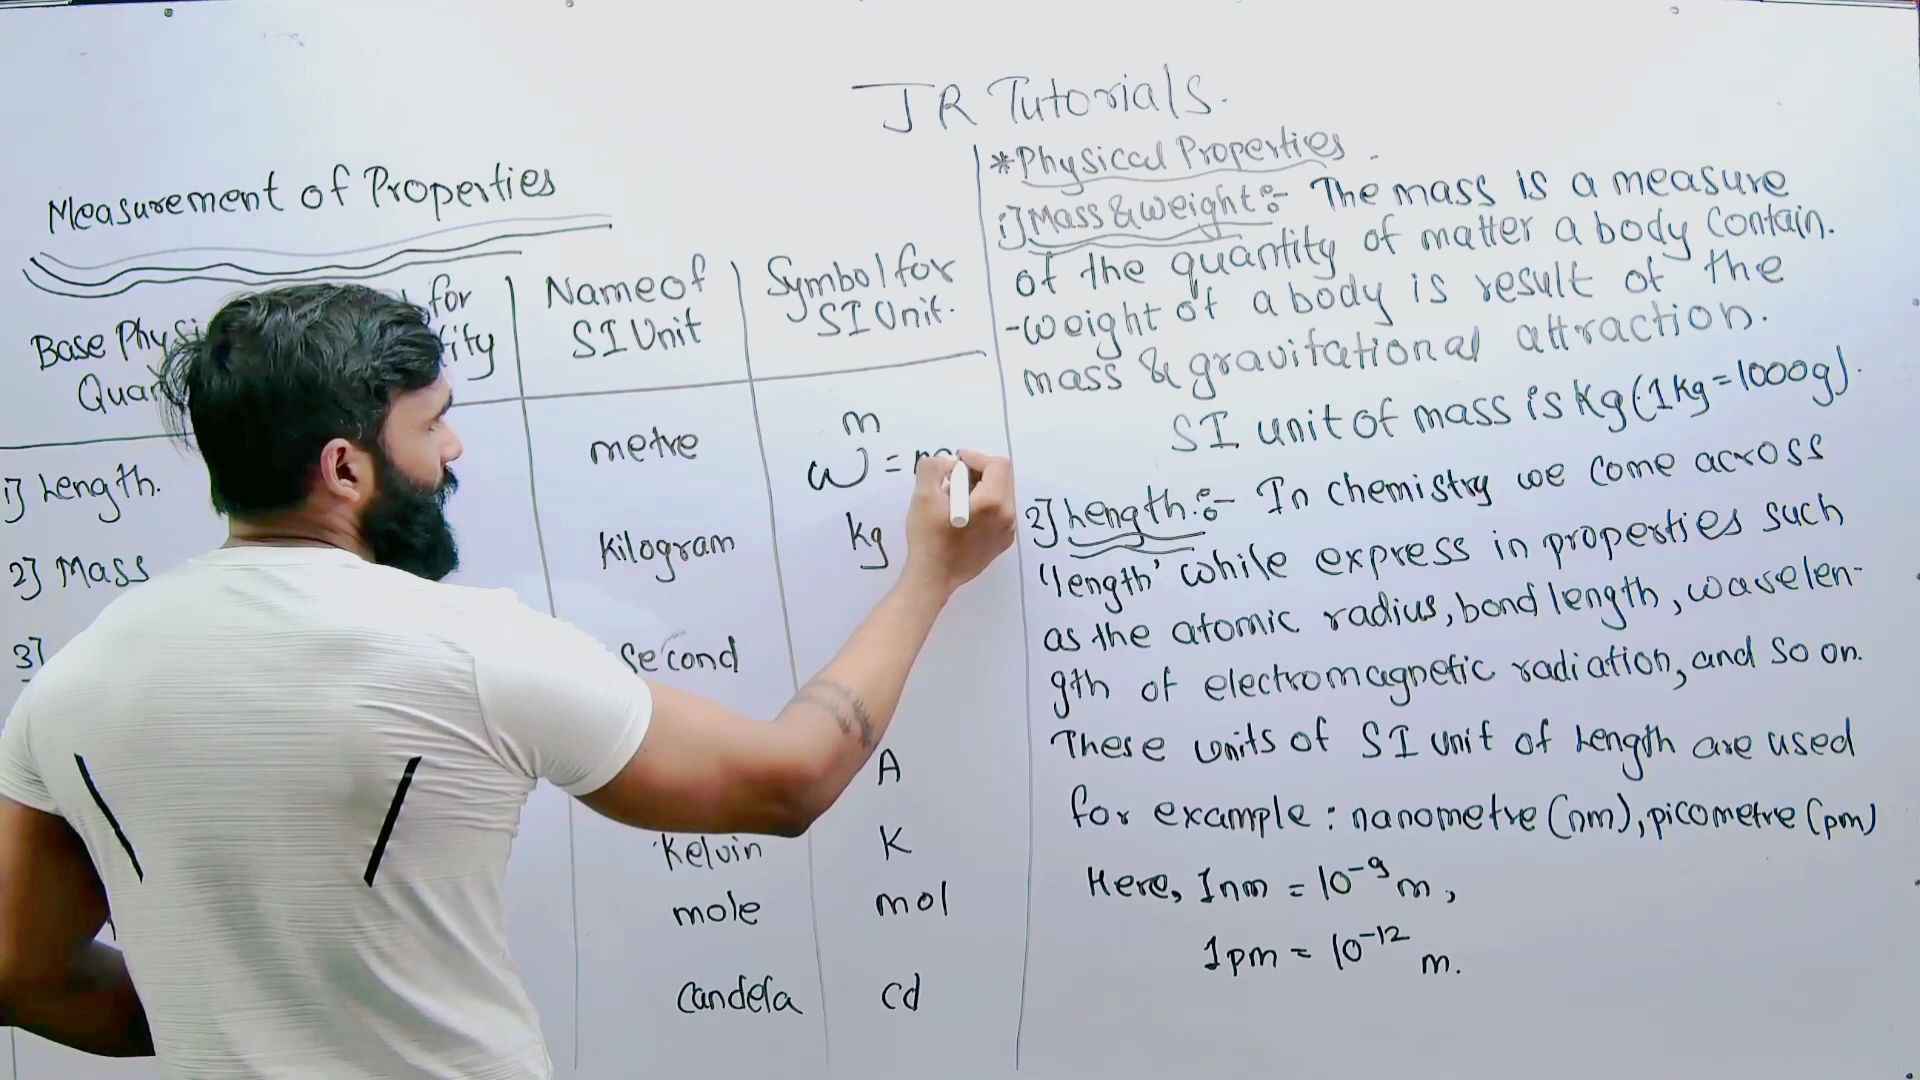 JR Tutorials.
Measurement of Properties
Base
for
Name of
SI Unit
Symbol for
SI Unit.
1] Length.
metre
m
ω =
2] Mass
kilogram
kg
3]
Second
A
Kelvin
K
mole
mol
Candela
cd
*Physical Properties
i] Mass & weight:- The mass is a measure
of the quantity of matter a body contain.
-weight of a body is result of the
mass & gravitational attraction.
SI unit of mass is Kg (1Kg=1000g).
2] Length:- In chemistry we come across
'length' while express in properties such
as the atomic radius, bond length, wavelen-
gth of electromagnetic radiation, and so on.
These units of SI unit of Length are used
for example: nanometre (nm), picometre (pm)
Here, 1nm = 10⁻⁹ m,
1pm = 10⁻¹² m.